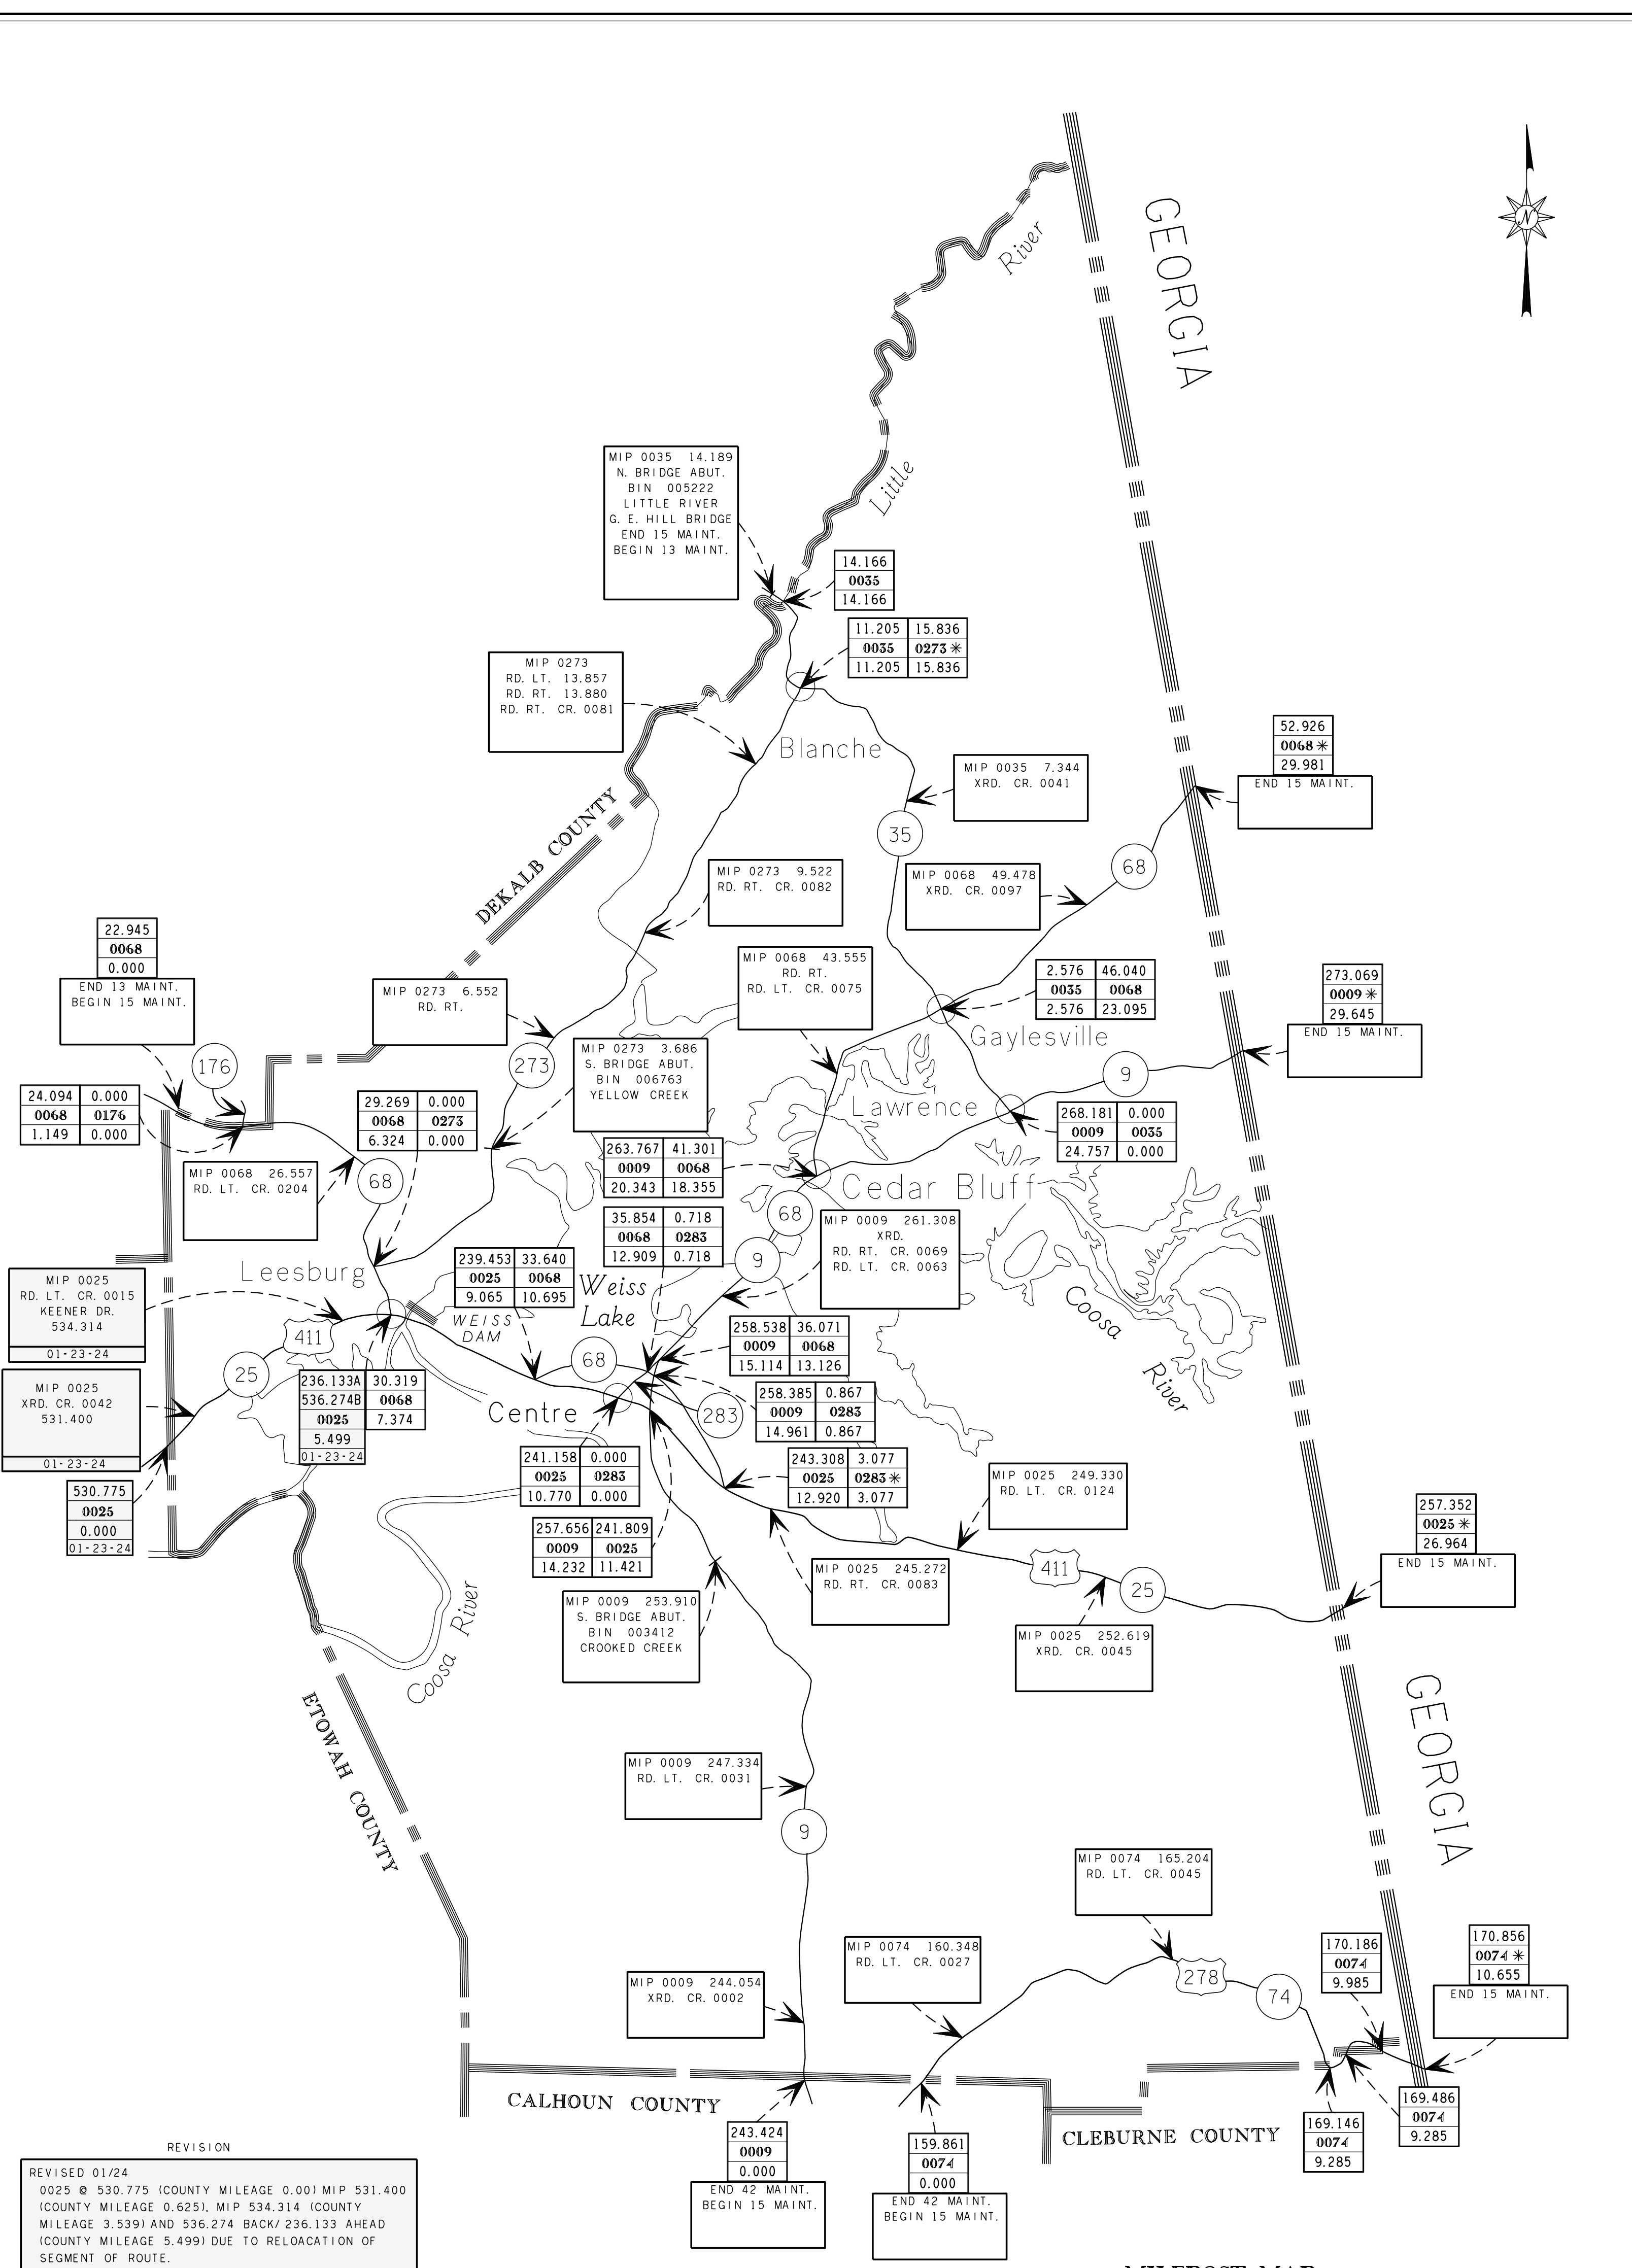 GEORGIA
N
River
Little
MIP 0035 14.189
N. BRIDGE ABUT.
BIN 005222
LITTLE RIVER
G. E. HILL BRIDGE
END 15 MAINT.
BEGIN 13 MAINT.
14.166
0035
14.166
11.205 15.836
0035 0273 *
11.205 15.836
MIP 0273
RD. LT. 13.857
RD. RT. 13.880
RD. RT. CR. 0081
Blanche
52.926
0068 *
29.981
END 15 MAINT.
MIP 0035 7.344
XRD. CR. 0041
35
DEKALB COUNTY
68
MIP 0273 9.522
RD. RT. CR. 0082
MIP 0068 49.478
XRD. CR. 0097
22.945
0068
0.000
END 13 MAINT.
BEGIN 15 MAINT.
MIP 0068 43.555
RD. RT.
RD. LT. CR. 0075
2.576 46.040
0035 0068
2.576 23.095
273.069
0009 *
29.645
END 15 MAINT.
MIP 0273 6.552
RD. RT.
Gaylesville
176
273
MIP 0273 3.686
S. BRIDGE ABUT.
BIN 006763
YELLOW CREEK
9
24.094 0.000
0068 0176
1.149 0.000
29.269 0.000
0068 0273
6.324 0.000
Lawrence
268.181 0.000
0009 0035
24.757 0.000
MIP 0068 26.557
RD. LT. CR. 0204
68
263.767 41.301
0009 0068
20.343 18.355
Cedar Bluff
35.854 0.718
0068 0283
12.909 0.718
68
MIP 0009 261.308
XRD.
RD. RT. CR. 0069
RD. LT. CR. 0063
Leesburg
239.453 33.640
0025 0068
9.065 10.695
Weiss
Lake
9
MIP 0025
RD. LT. CR. 0015
KEENER DR.
534.314
01-23-24
WEISS
DAM
Coosa
River
411
258.538 36.071
0009 0068
15.114 13.126
68
25
MIP 0025
XRD. CR. 0042
531.400
01-23-24
236.133A 30.319
536.274B 0068
0025 7.374
5.499
01-23-24
Centre
283
258.385 0.867
0009 0283
14.961 0.867
241.158 0.000
0025 0283
10.770 0.000
243.308 3.077
0025 0283 *
12.920 3.077
MIP 0025 249.330
RD. LT. CR. 0124
530.775
0025
0.000
01-23-24
257.656 241.809
0009 0025
14.232 11.421
257.352
0025 *
26.964
END 15 MAINT.
MIP 0025 245.272
RD. RT. CR. 0083
411
25
MIP 0009 253.910
S. BRIDGE ABUT.
BIN 003412
CROOKED CREEK
Coosa River
MIP 0025 252.619
XRD. CR. 0045
GEORGIA
ETOWAH COUNTY
MIP 0009 247.334
RD. LT. CR. 0031
9
MIP 0074 165.204
RD. LT. CR. 0045
MIP 0074 160.348
RD. LT. CR. 0027
170.186
0074
9.985
170.856
0074 *
10.655
END 15 MAINT.
MIP 0009 244.054
XRD. CR. 0002
278
74
CALHOUN COUNTY
CLEBURNE COUNTY
169.486
0074
9.285
169.146
0074
9.285
243.424
0009
0.000
END 42 MAINT.
BEGIN 15 MAINT.
159.861
0074
0.000
END 42 MAINT.
BEGIN 15 MAINT.
REVISION
REVISED 01/24
0025 @ 530.775 (COUNTY MILEAGE 0.00) MIP 531.400
(COUNTY MILEAGE 0.625), MIP 534.314 (COUNTY
MILEAGE 3.539) AND 536.274 BACK/ 236.133 AHEAD
(COUNTY MILEAGE 5.499) DUE TO RELOACATION OF
SEGMENT OF ROUTE.